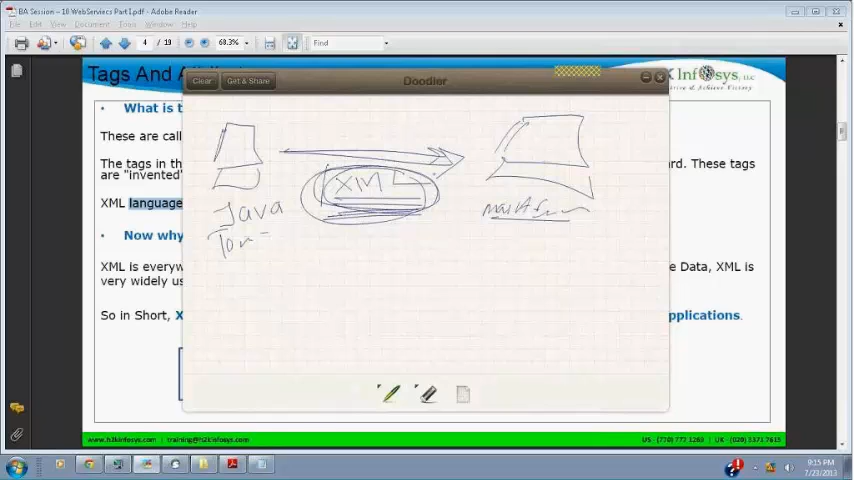 BA Session – 18 WebServiecs Part I.pdf - Adobe Reader
File Edit View Document Tools Window Help
4 / 19 68.3% Find
Tags And
Infosys, LLC
Doodler
Clear Get & Share
• What is t
These are call
The tags in th
ard. These tags
are "invented"
XML language
XML
Java
Tom
• Now why
XML is everyw
e Data, XML is
very widely us
So in Short, X
pplications.
www.h2kinfosys.com || training@h2kinfosys.com
US - (770) 777 1269 || UK - (020) 3371 7615
9:15 PM
7/23/2013